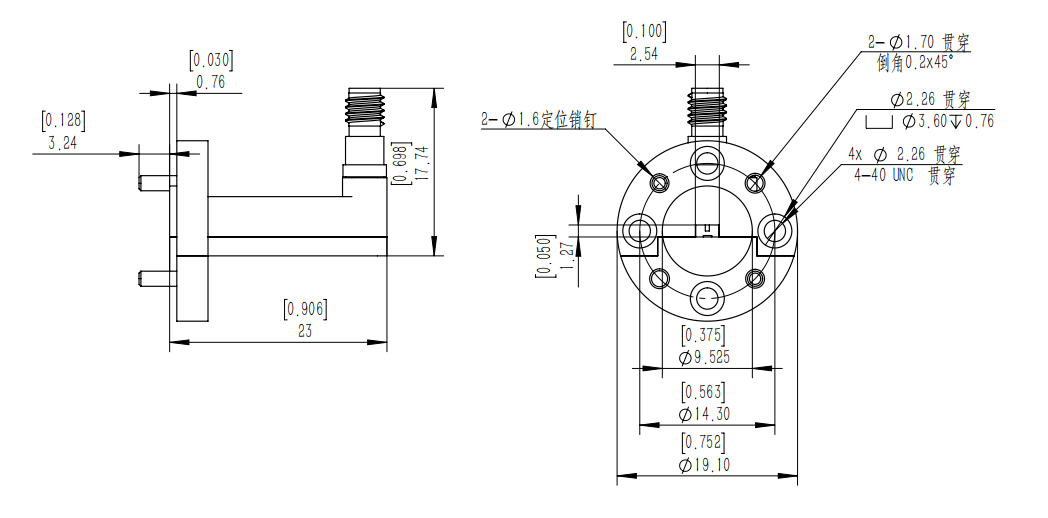 [0.030]
0.76
[0.128]
3.24
[0.698]
17.74
[0.906]
23
[0.100]
2.54
2-Ø1.6定位销钉
2-Ø1.70 贯穿
倒角0.2x45°
Ø2.26 贯穿
⌴ Ø3.60↧0.76
4x Ø 2.26 贯穿
4-40 UNC 贯穿
[0.050]
1.27
[0.375]
Ø9.525
[0.563]
Ø14.30
[0.752]
Ø19.10